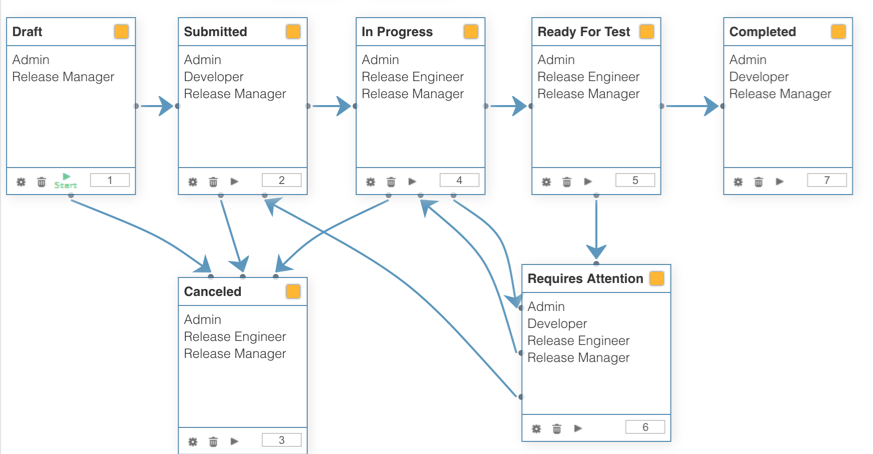 Draft
Admin
Release Manager
Start
1
Submitted
Admin
Developer
Release Manager
2
In Progress
Admin
Release Engineer
Release Manager
4
Ready For Test
Admin
Release Engineer
Release Manager
5
Completed
Admin
Developer
Release Manager
7
Canceled
Admin
Release Engineer
Release Manager
3
Requires Attention
Admin
Developer
Release Engineer
Release Manager
6